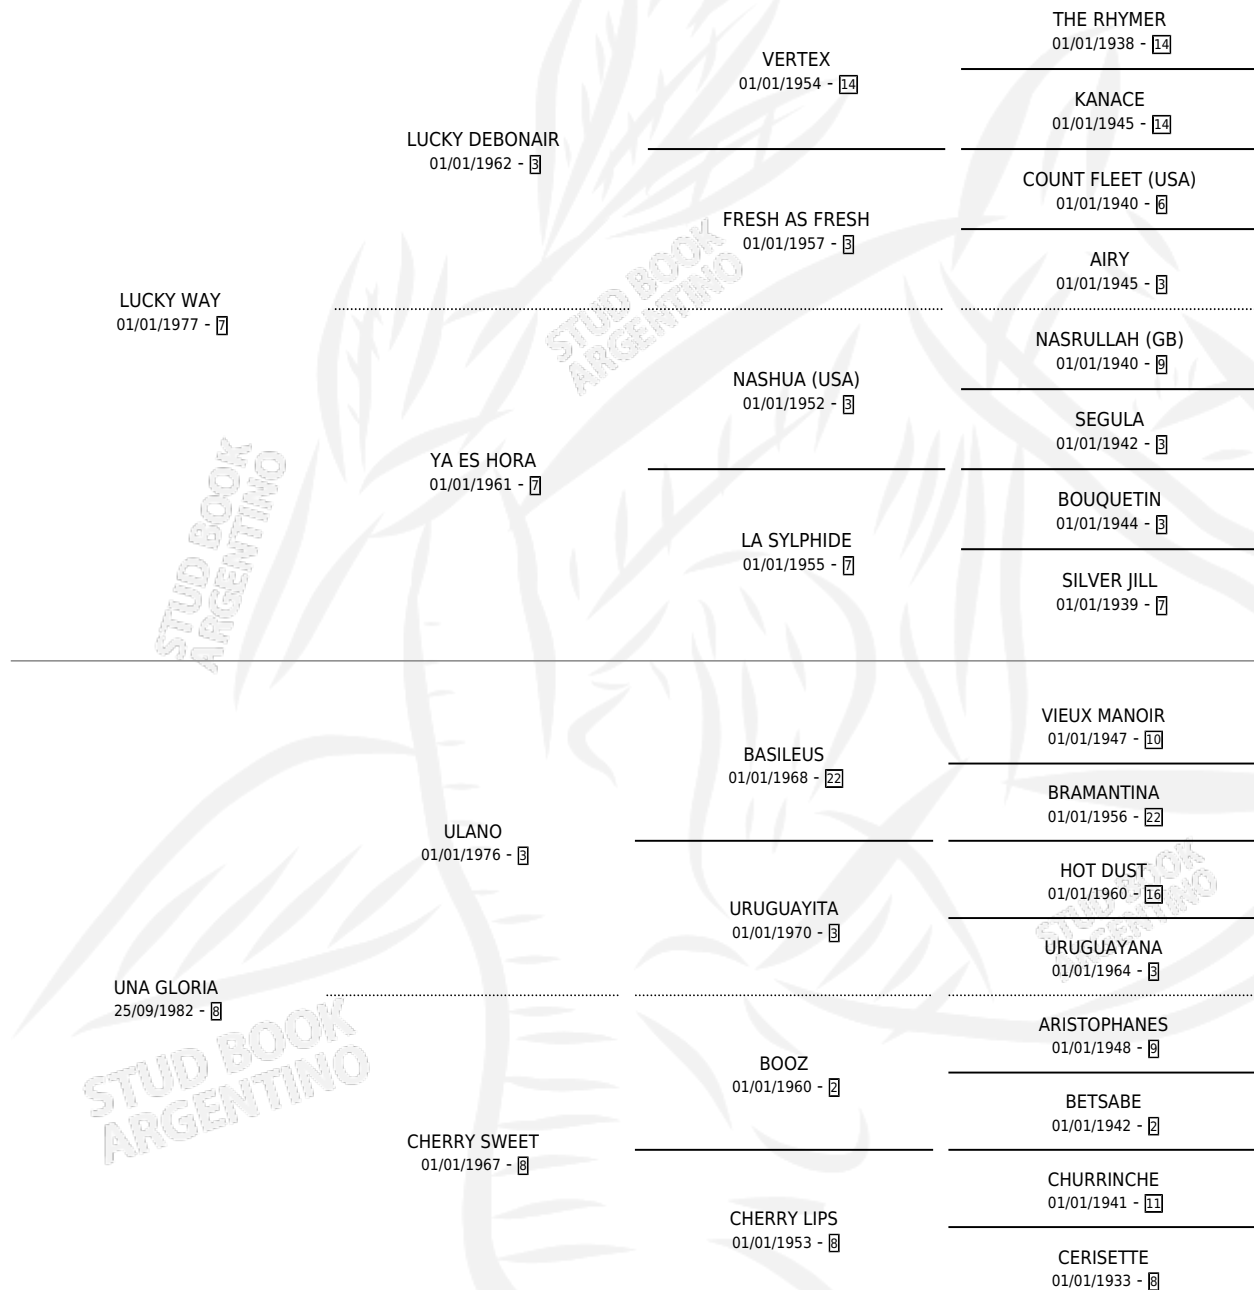 THE RHYMER
01/01/1938 - 14
VERTEX
01/01/1954 - 14
KANACE
01/01/1945 - 14
LUCKY DEBONAIR
01/01/1962 - 3
COUNT FLEET (USA)
01/01/1940 - 6
FRESH AS FRESH
01/01/1957 - 3
AIRY
01/01/1945 - 3
LUCKY WAY
01/01/1977 - 7
STUD BOOK
ARGENTINO
NASRULLAH (GB)
01/01/1940 - 9
NASHUA (USA)
01/01/1952 - 3
SEGULA
01/01/1942 - 3
YA ES HORA
01/01/1961 - 7
BOUQUETIN
01/01/1944 - 3
LA SYLPHIDE
01/01/1955 - 7
SILVER JILL
01/01/1939 - 7
STUD BOOK
ARGENTINO
VIEUX MANOIR
01/01/1947 - 10
BASILEUS
01/01/1968 - 22
BRAMANTINA
01/01/1956 - 22
ULANO
01/01/1976 - 3
HOT DUST
01/01/1960 - 16
STUD BOOK
ARGENTINO
URUGUAYITA
01/01/1970 - 3
URUGUAYANA
01/01/1964 - 3
UNA GLORIA
25/09/1982 - 8
STUD BOOK
ARGENTINO
ARISTOPHANES
01/01/1948 - 9
BOOZ
01/01/1960 - 2
BETSABE
01/01/1942 - 2
CHERRY SWEET
01/01/1967 - 8
CHURRINCHE
01/01/1941 - 11
CHERRY LIPS
01/01/1953 - 8
CERISETTE
01/01/1933 - 8